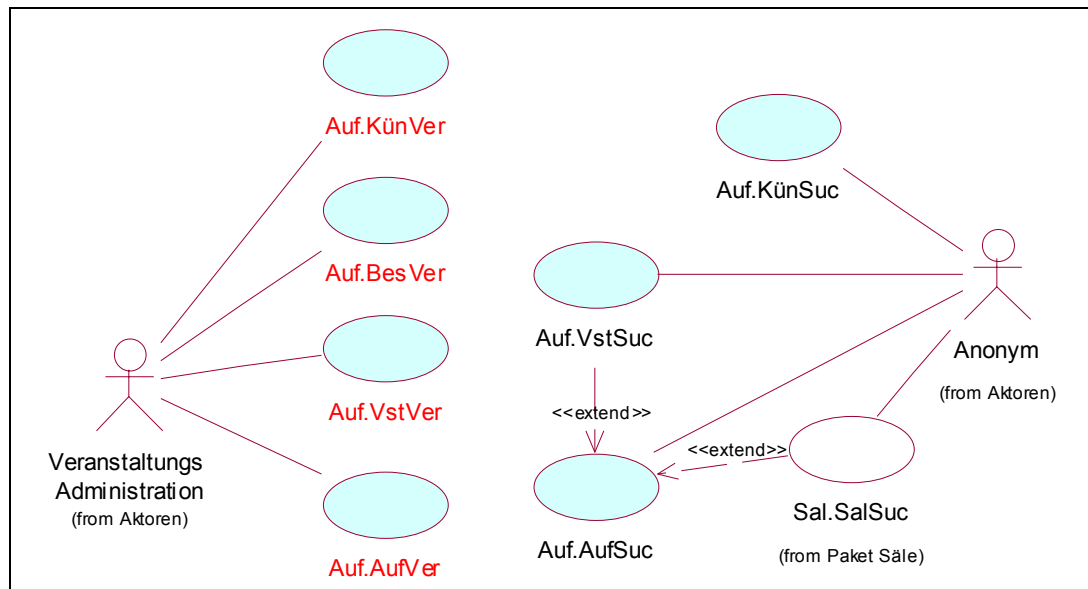 Auf.KünVer
Auf.BesVer
Auf.VstVer
Auf.AufVer
Veranstaltungs
Administration
(from Aktoren)
Auf.KünSuc
Auf.VstSuc
<<extend>>
Auf.AufSuc
<<extend>>
Anonym
(from Aktoren)
Sal.SalSuc
(from Paket Säle)